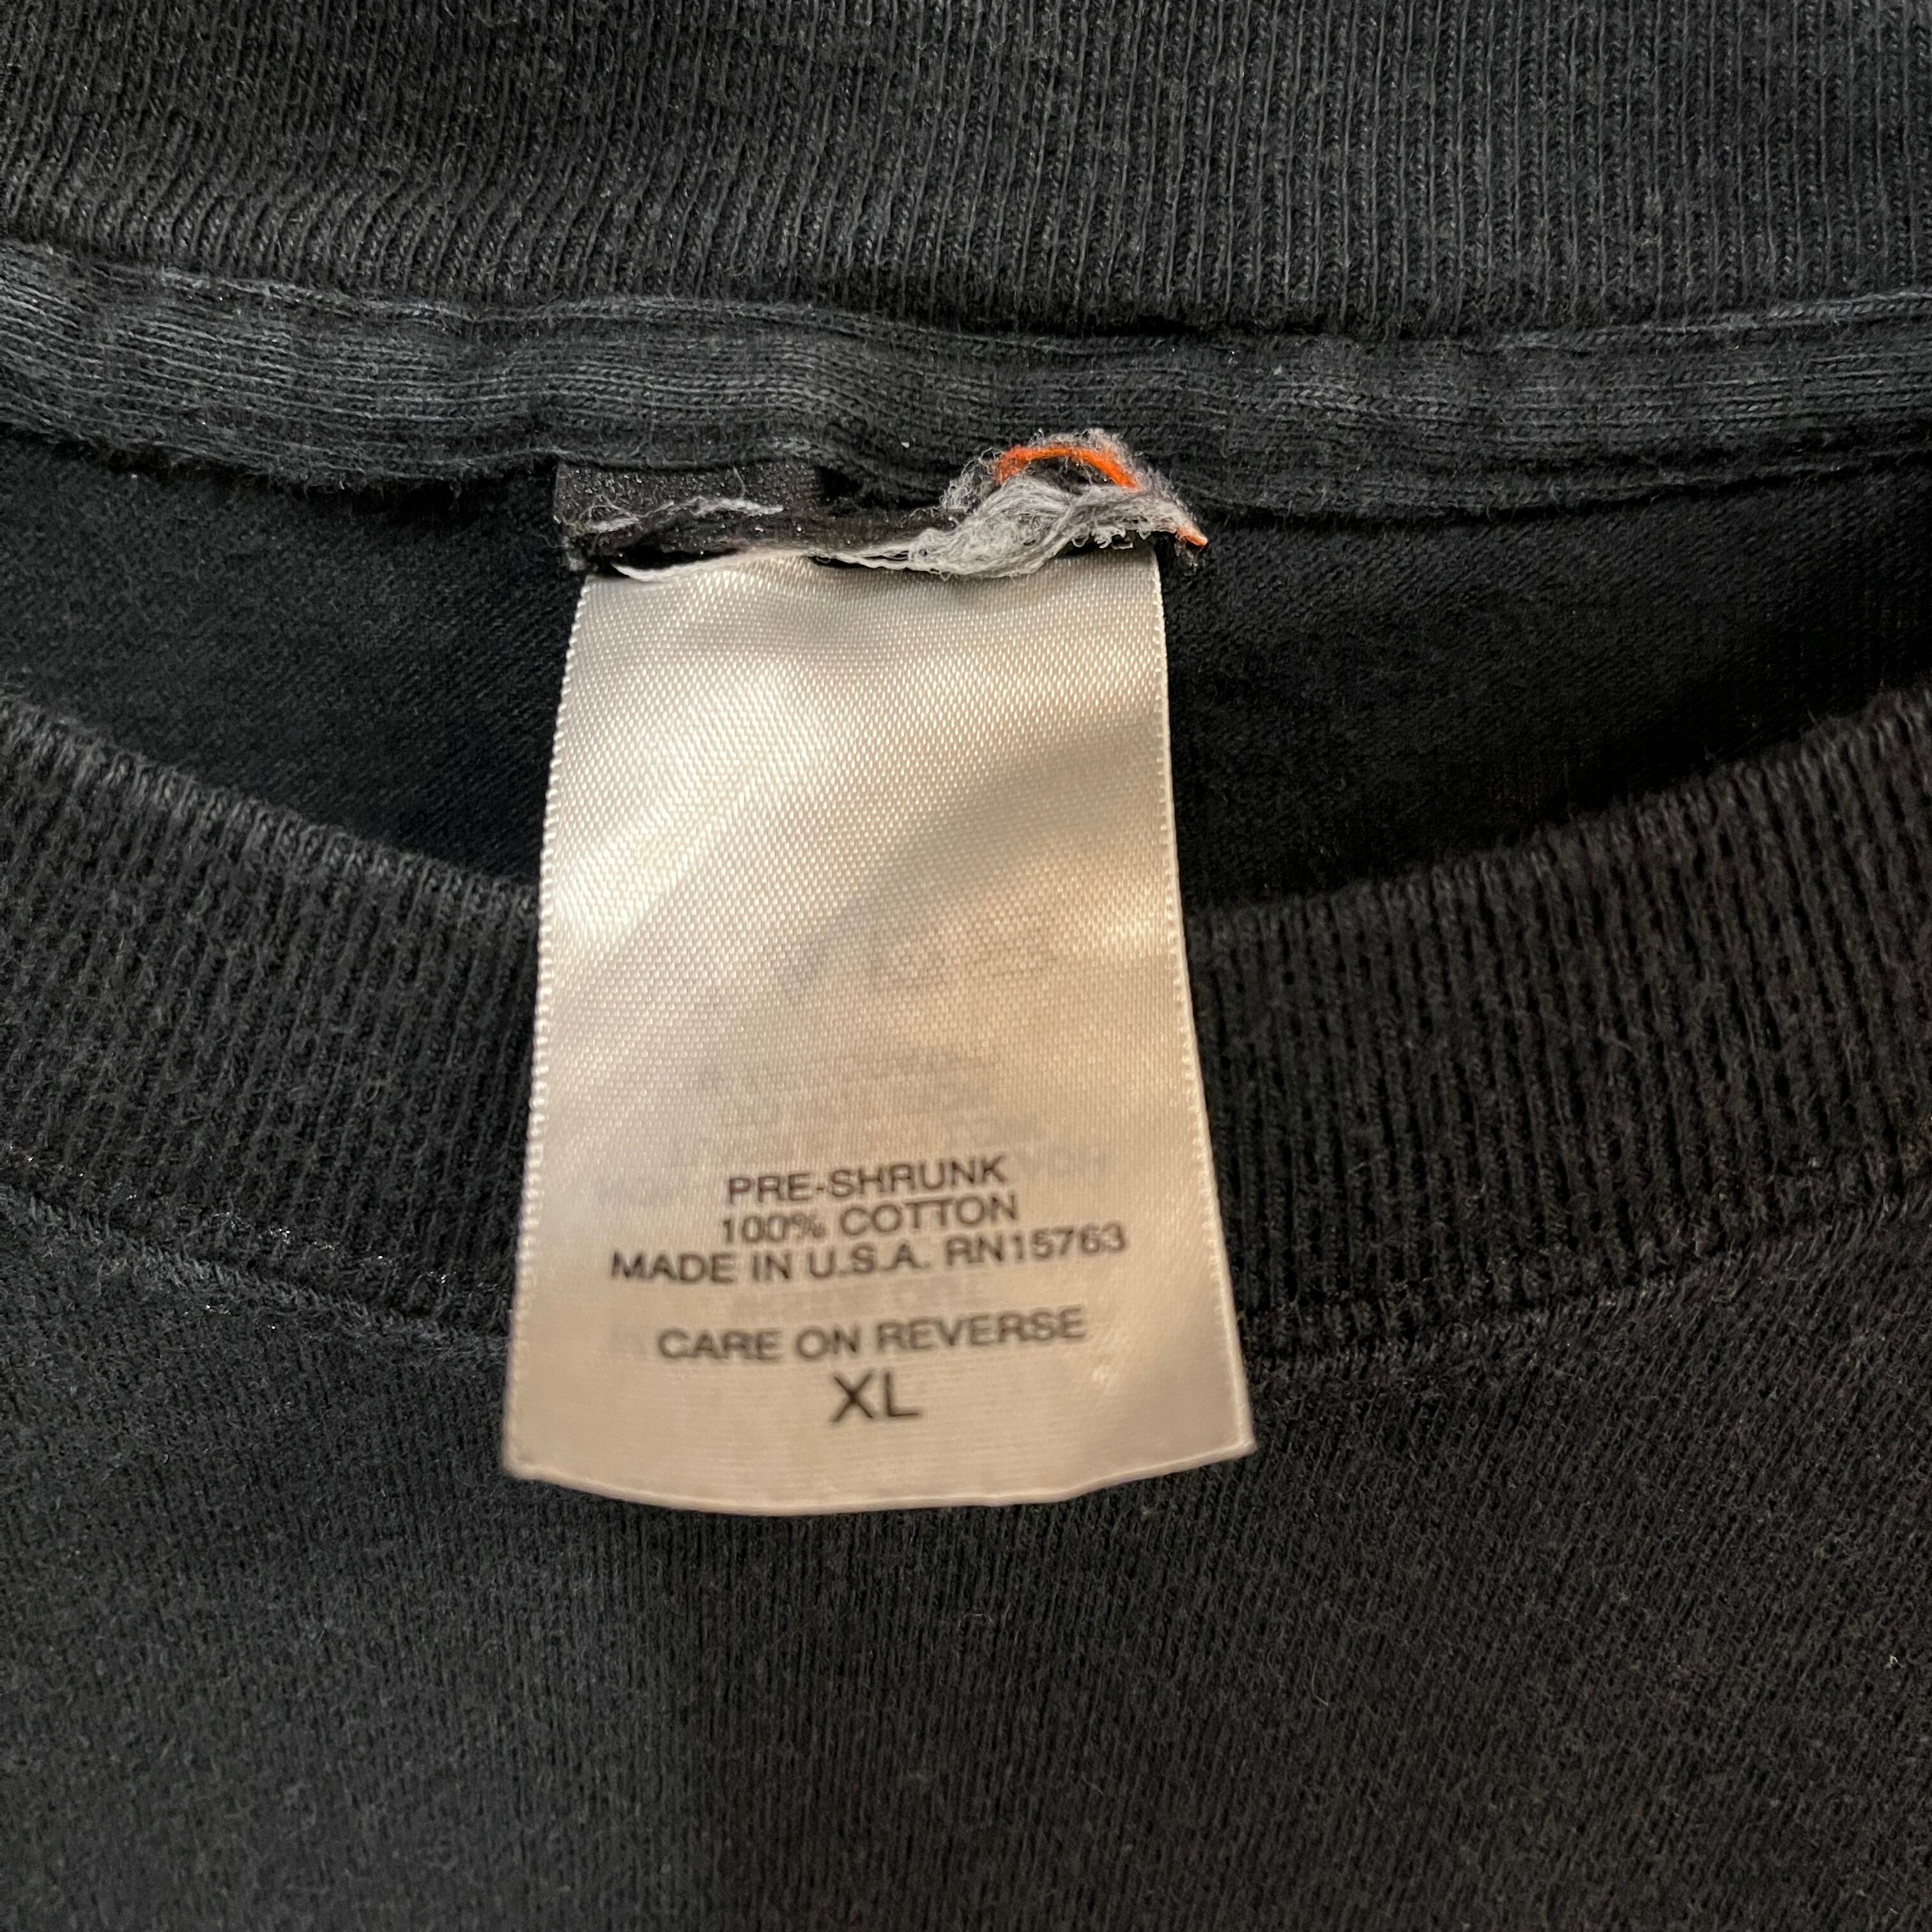 PRE-SHRUNK
100% COTTON
MADE IN U.S.A. RN15763
CARE ON REVERSE
XL